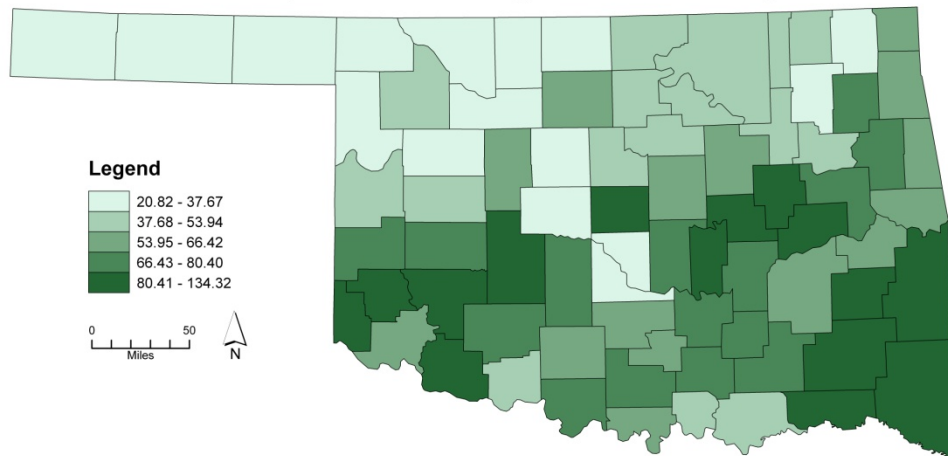 Legend
20.82 - 37.67
37.68 - 53.94
53.95 - 66.42
66.43 - 80.40
80.41 - 134.32
0 50
Miles
N